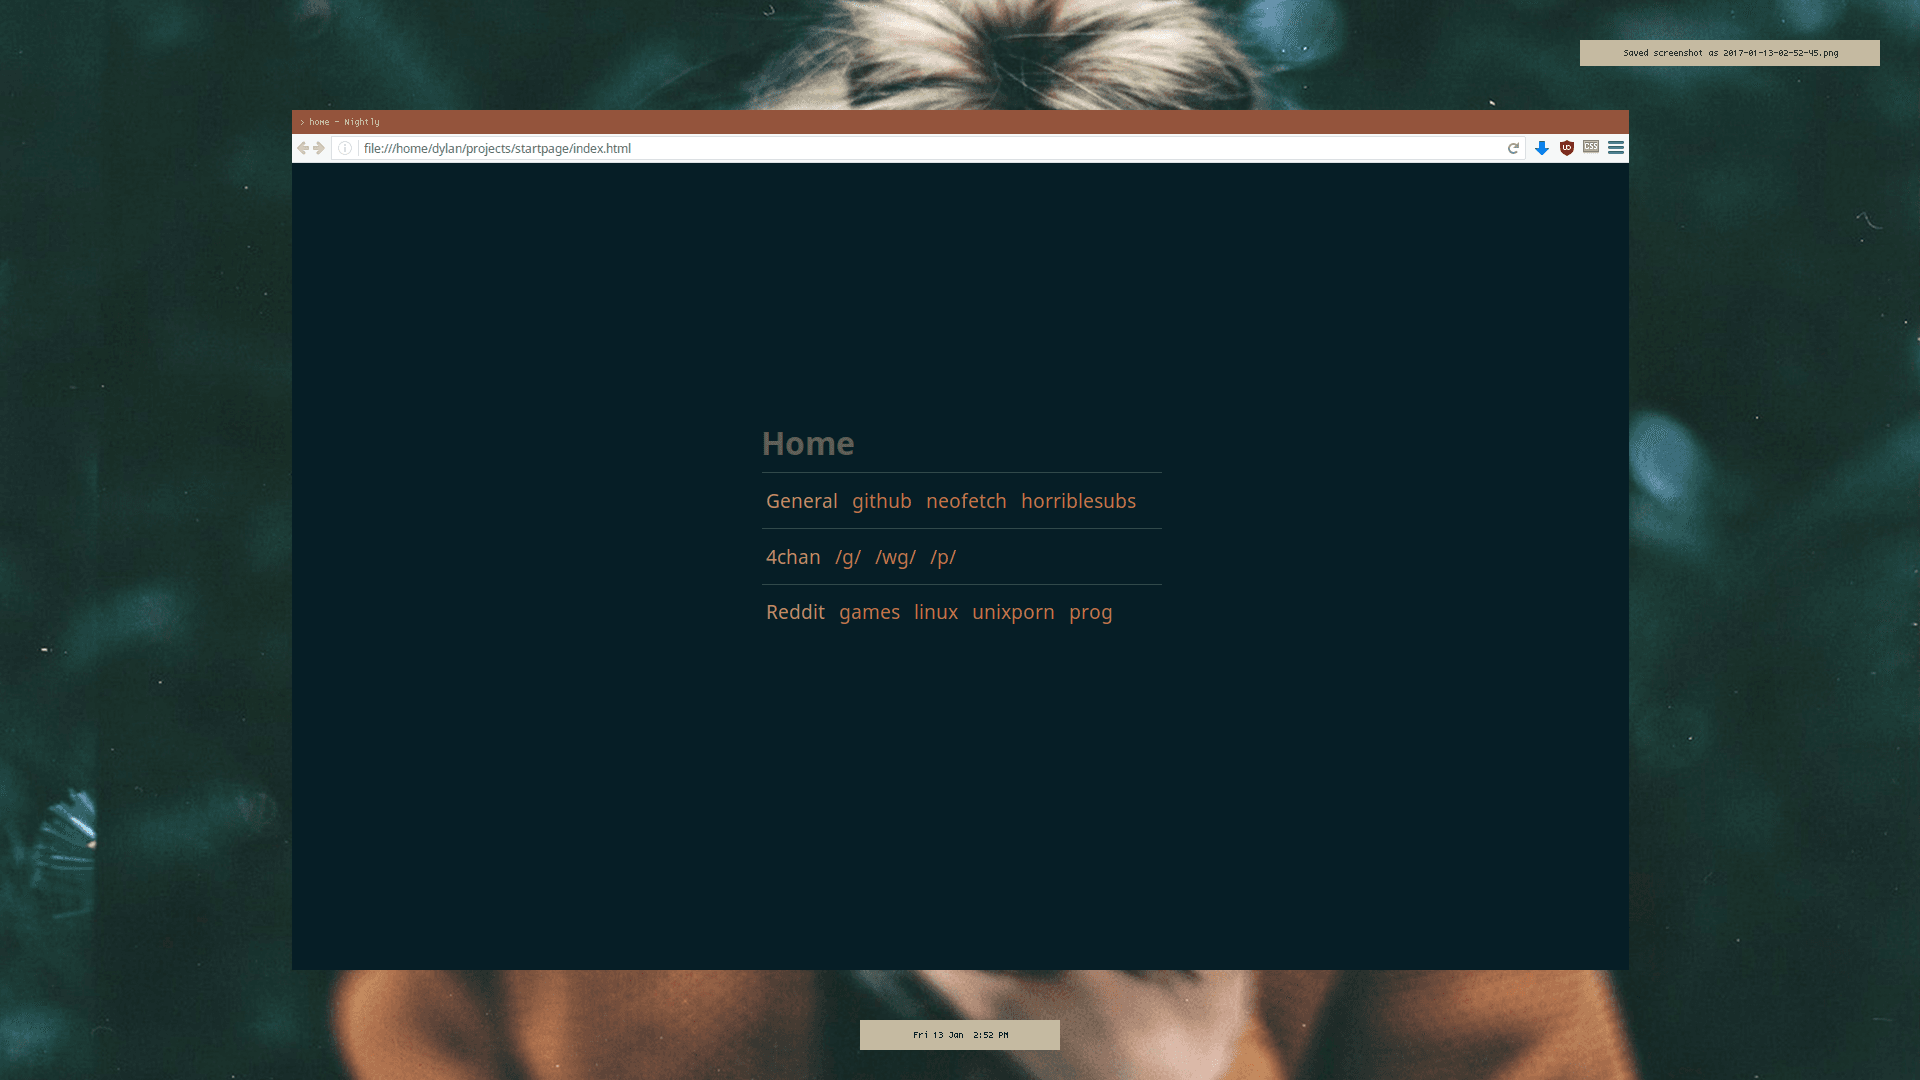 Saved screenshot as 2017-01-13-02-52-45.png
> home - Nightly
file:///home/dylan/projects/startpage/index.html
CSS
Home
General github neofetch horriblesubs
4chan /g/ /wg/ /p/
Reddit games linux unixporn prog
Fri 13 Jan 2:52 PM